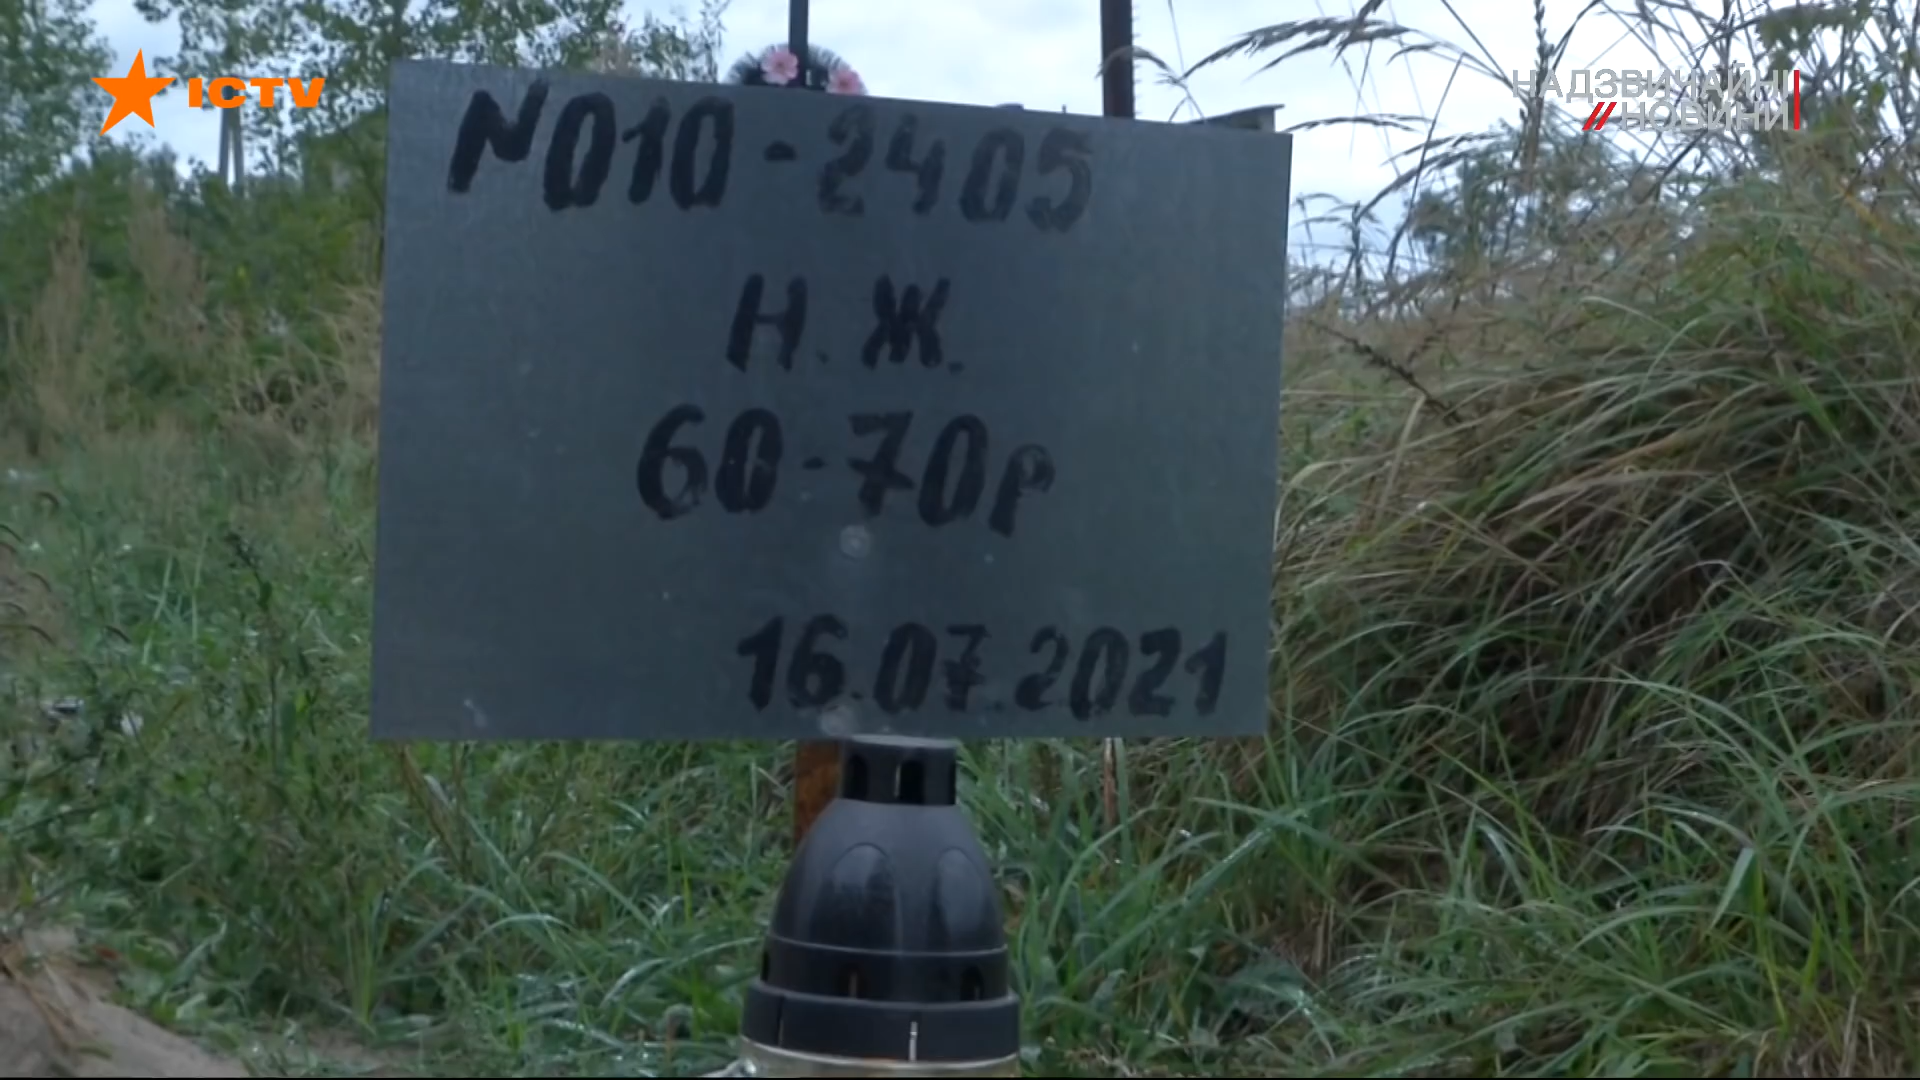 ICTV
НАДЗВИЧАЙНІ
// НОВИНИ
N010-2405
Н.Ж.
60-70р
16.07.2021